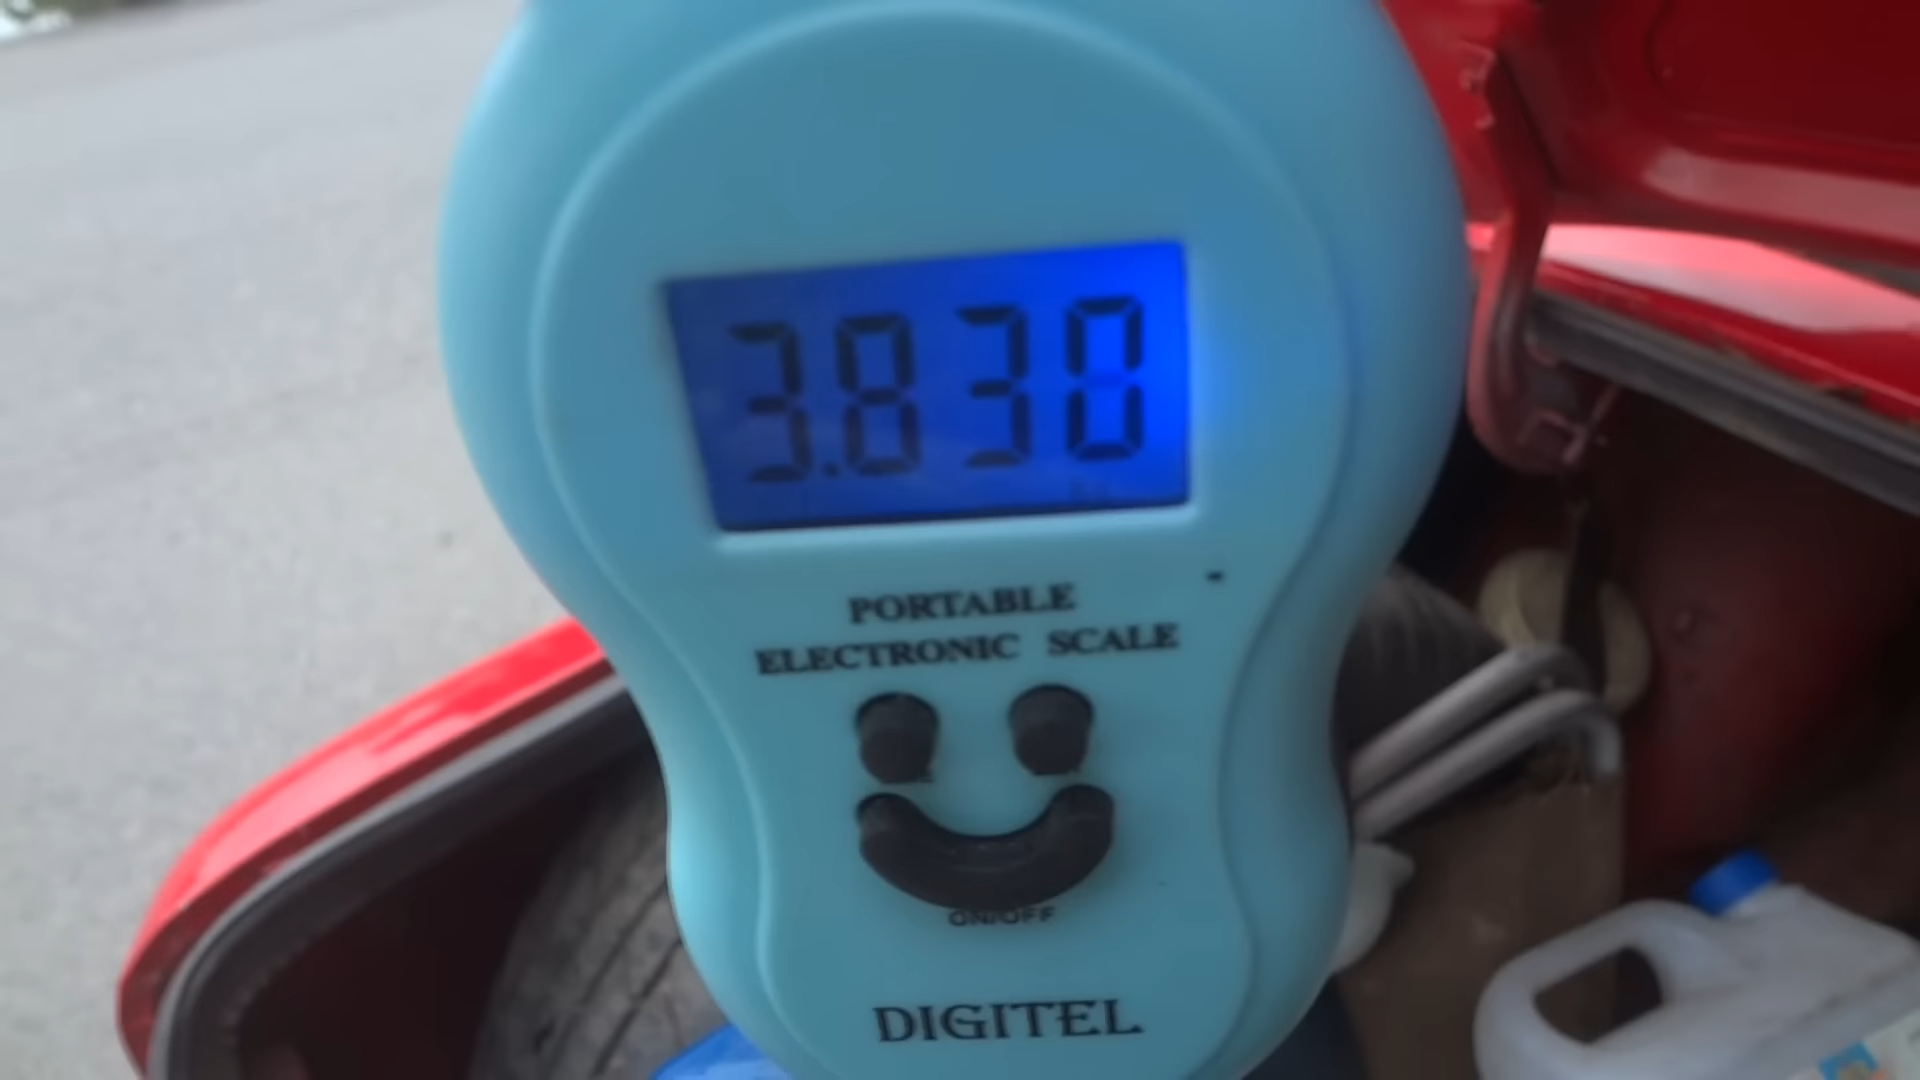 3.830
PORTABLE
ELECTRONIC SCALE
ON/OFF
DIGITEL